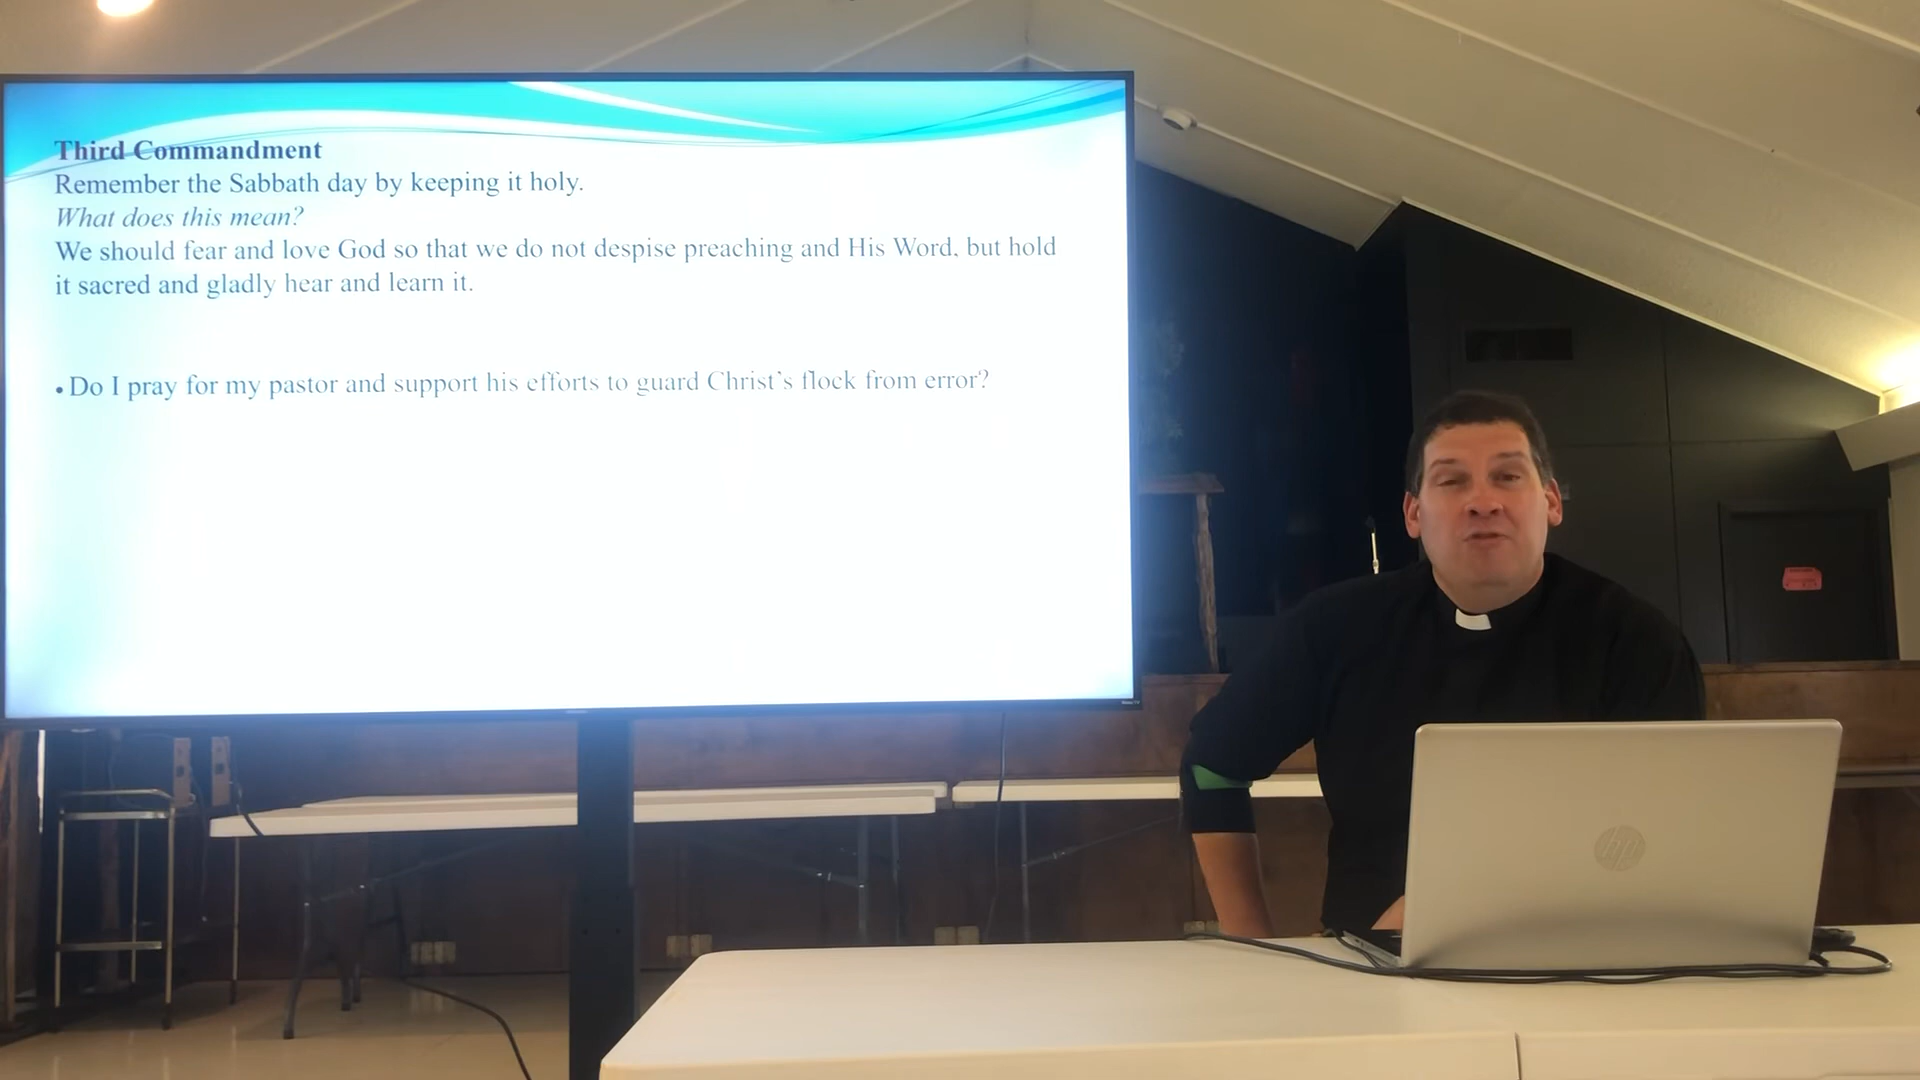 Third Commandment
Remember the Sabbath day by keeping it holy.
What does this mean?
We should fear and love God so that we do not despise preaching and His Word, but hold
it sacred and gladly hear and learn it.
• Do I pray for my pastor and support his efforts to guard Christ's flock from error?
hp